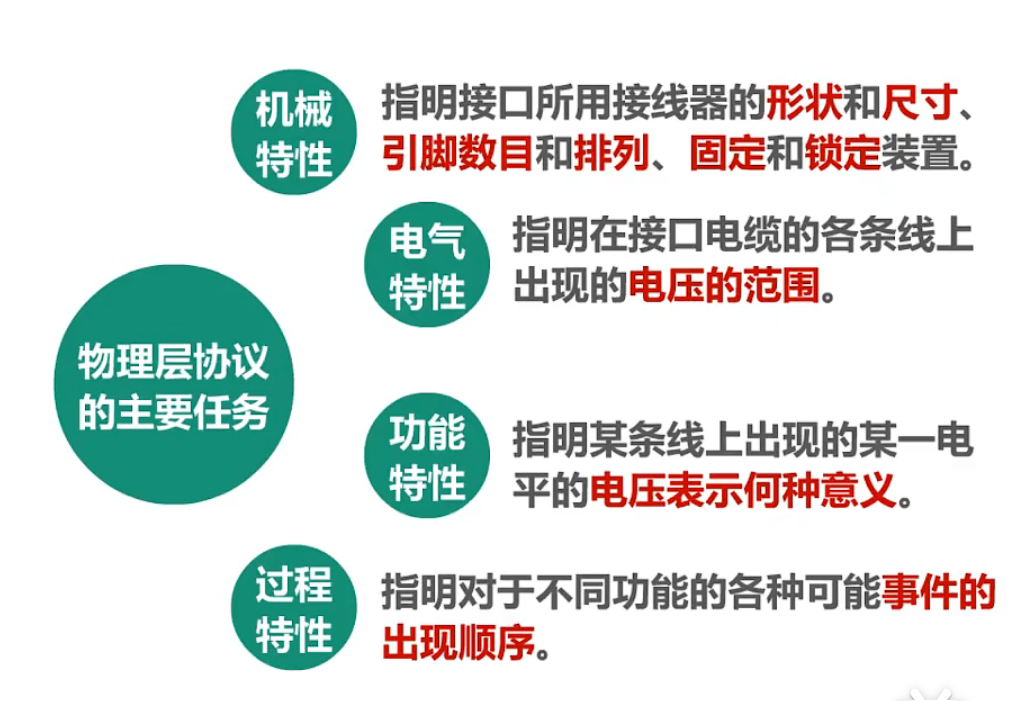 机械
特性
指明接口所用接线器的形状和尺寸、
引脚数目和排列、固定和锁定装置。
电气
特性
指明在接口电缆的各条线上
出现的电压的范围。
物理层协议
的主要任务
功能
特性
指明某条线上出现的某一电
平的电压表示何种意义。
过程
特性
指明对于不同功能的各种可能事件的
出现顺序。